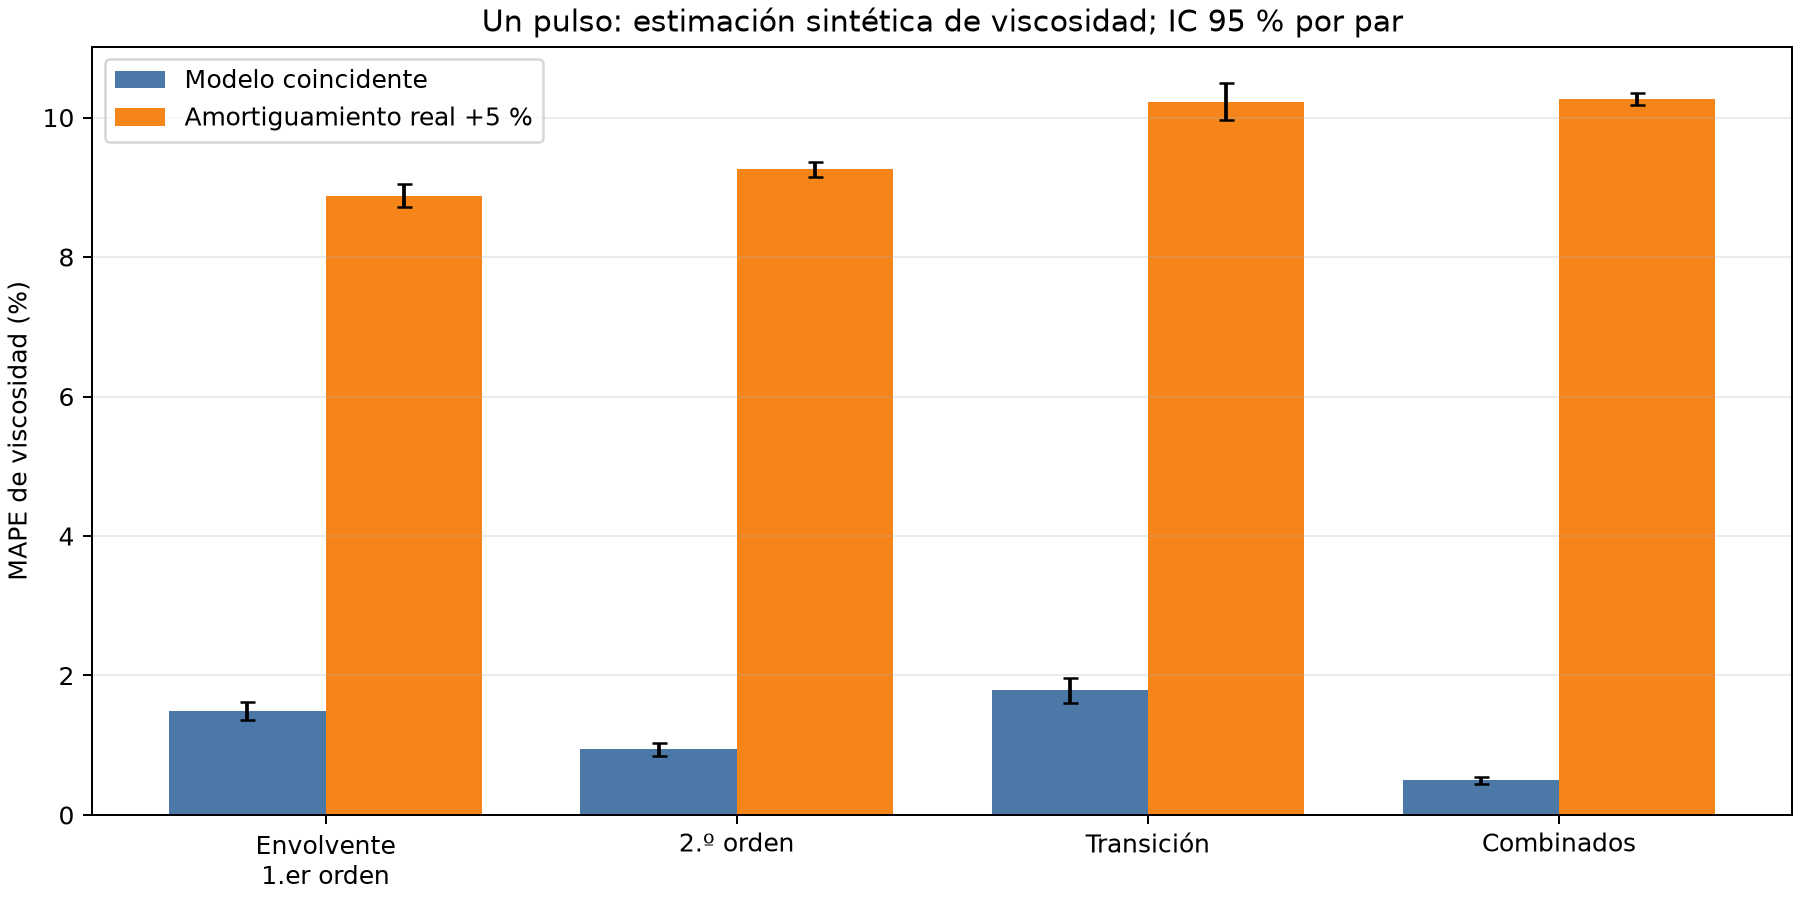 Un pulso: estimación sintética de viscosidad; IC 95 % por par
Modelo coincidente
Amortiguamiento real +5 %
MAPE de viscosidad (%)
10
8
6
4
2
0
Envolvente
1.er orden
2.º orden
Transición
Combinados